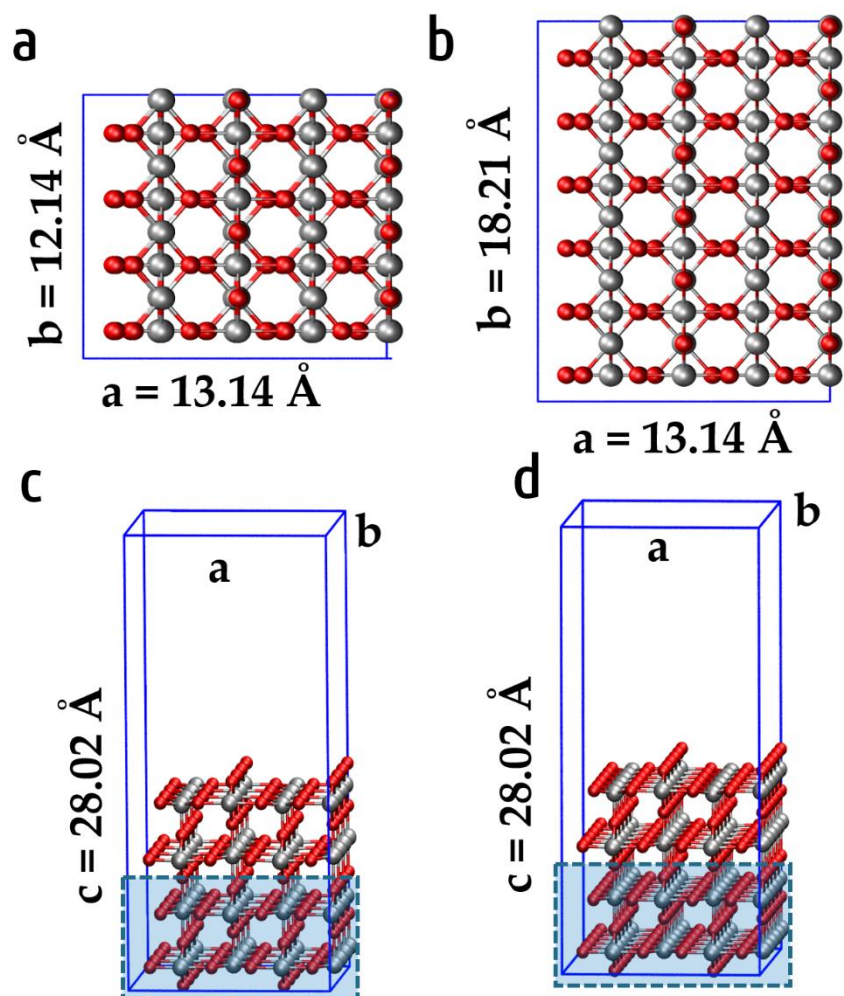 a
b = 12.14 Å
a = 13.14 Å
b
b = 18.21 Å
a = 13.14 Å
c
a
b
c = 28.02 Å
d
a
b
c = 28.02 Å